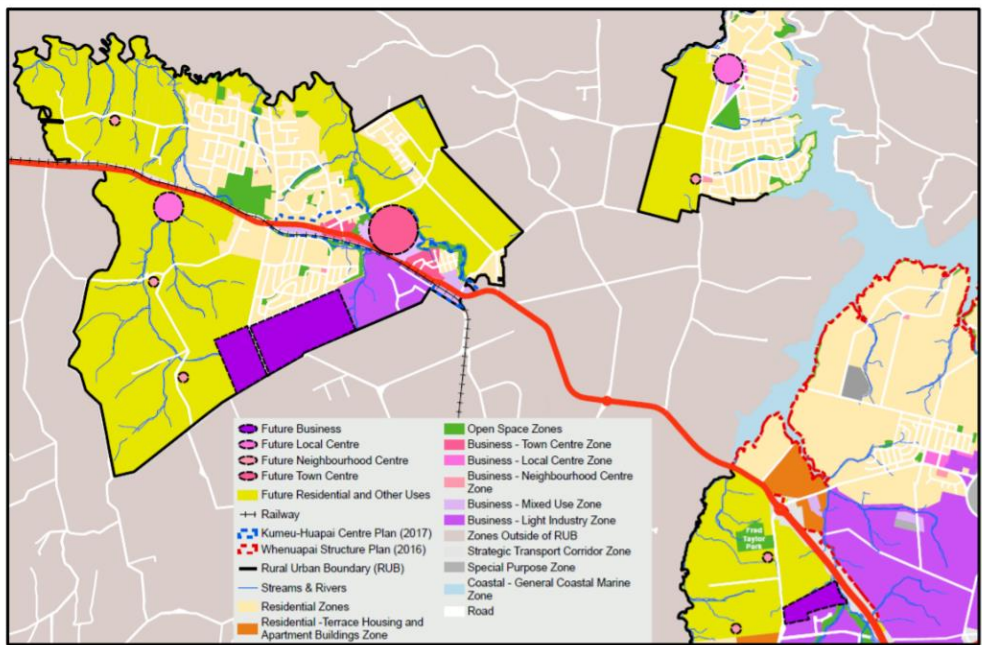 Fred
Taylor
Park
Future Business
Future Local Centre
Future Neighbourhood Centre
Future Town Centre
Future Residential and Other Uses
Railway
Kumeu-Huapai Centre Plan (2017)
Whenuapai Structure Plan (2016)
Rural Urban Boundary (RUB)
Streams & Rivers
Residential Zones
Residential -Terrace Housing and
Apartment Buildings Zone
Open Space Zones
Business - Town Centre Zone
Business - Local Centre Zone
Business - Neighbourhood Centre
Zone
Business - Mixed Use Zone
Business - Light Industry Zone
Zones Outside of RUB
Strategic Transport Corridor Zone
Special Purpose Zone
Coastal - General Coastal Marine
Zone
Road